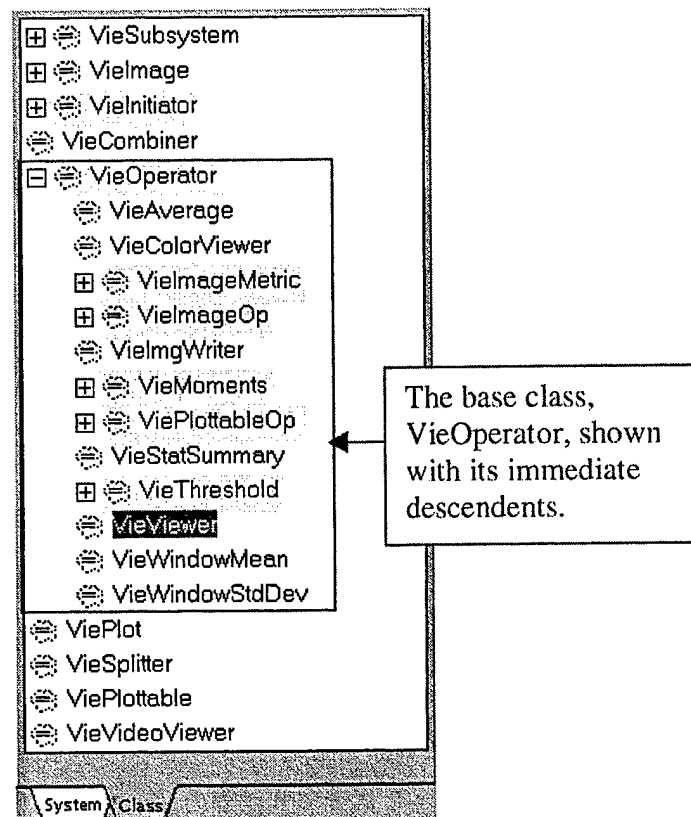 VieSubsystem
VieImage
VieInitiator
VieCombiner
VieOperator
VieAverage
VieColorViewer
VieImageMetric
VieImageOp
VieImgWriter
VieMoments
ViePlottableOp
VieStatSummary
VieThreshold
VieViewer
VieWindowMean
VieWindowStdDev
ViePlot
VieSplitter
ViePlottable
VieVideoViewer
System Class
The base class,
VieOperator, shown
with its immediate
descendents.